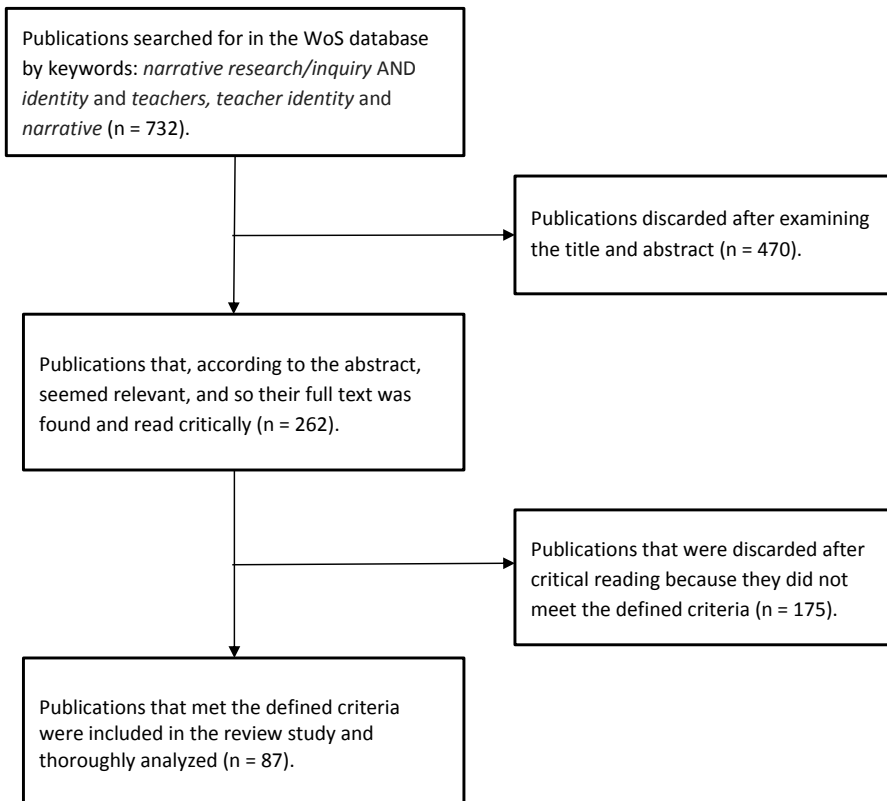 Publications searched for in the WoS database
by keywords: narrative research/inquiry AND
identity and teachers, teacher identity and
narrative (n = 732).
Publications discarded after examining
the title and abstract (n = 470).
Publications that, according to the abstract,
seemed relevant, and so their full text was
found and read critically (n = 262).
Publications that were discarded after
critical reading because they did not
meet the defined criteria (n = 175).
Publications that met the defined criteria
were included in the review study and
thoroughly analyzed (n = 87).